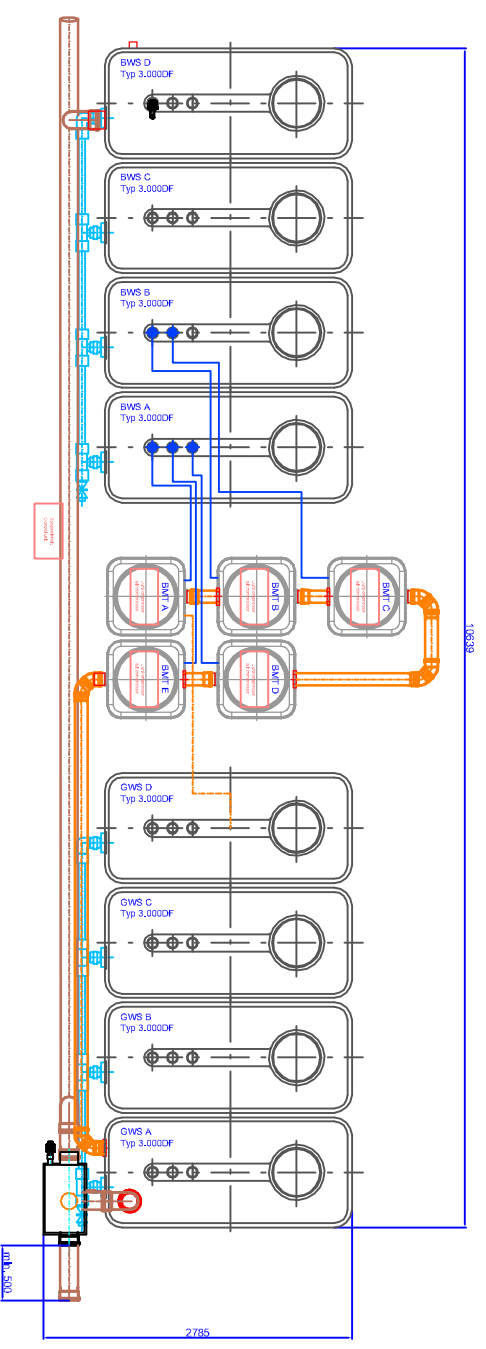 BWS D
Typ 3.000DF
BWS C
Typ 3.000DF
BWS B
Typ 3.000DF
BWS A
Typ 3.000DF
BMT A
BMT B
BMT C
BMT E
BMT D
10639
GWS D
Typ 3.000DF
GWS C
Typ 3.000DF
GWS B
Typ 3.000DF
GWS A
Typ 3.000DF
min. 500
2785